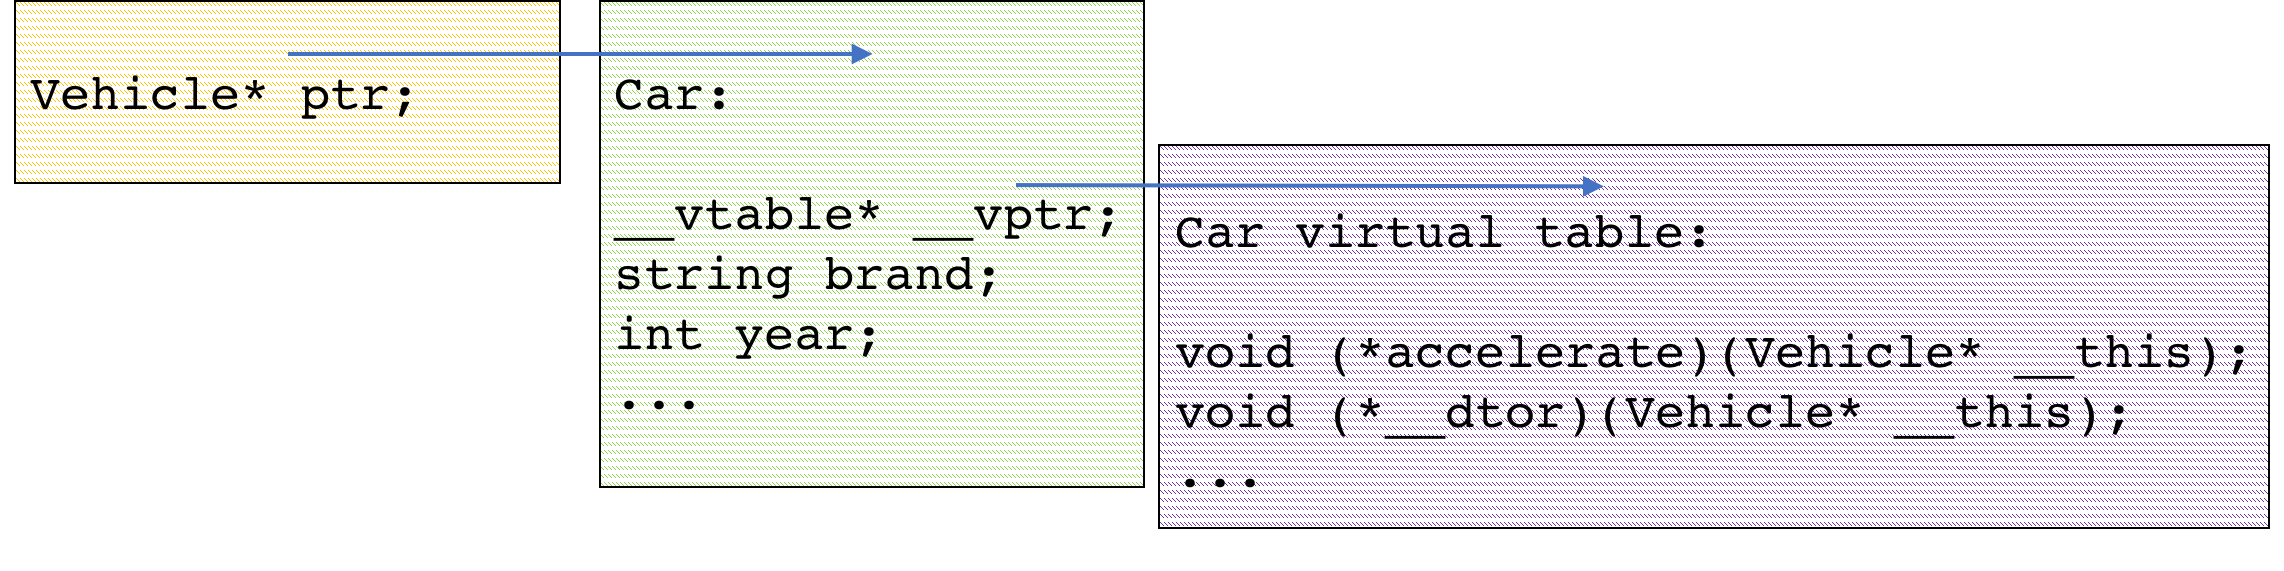 Vehicle* ptr;
Car:
__vtable* __vptr;
string brand;
int year;
...
Car virtual table:
void (*accelerate)(Vehicle* __this);
void (*__dtor)(Vehicle* __this);
...